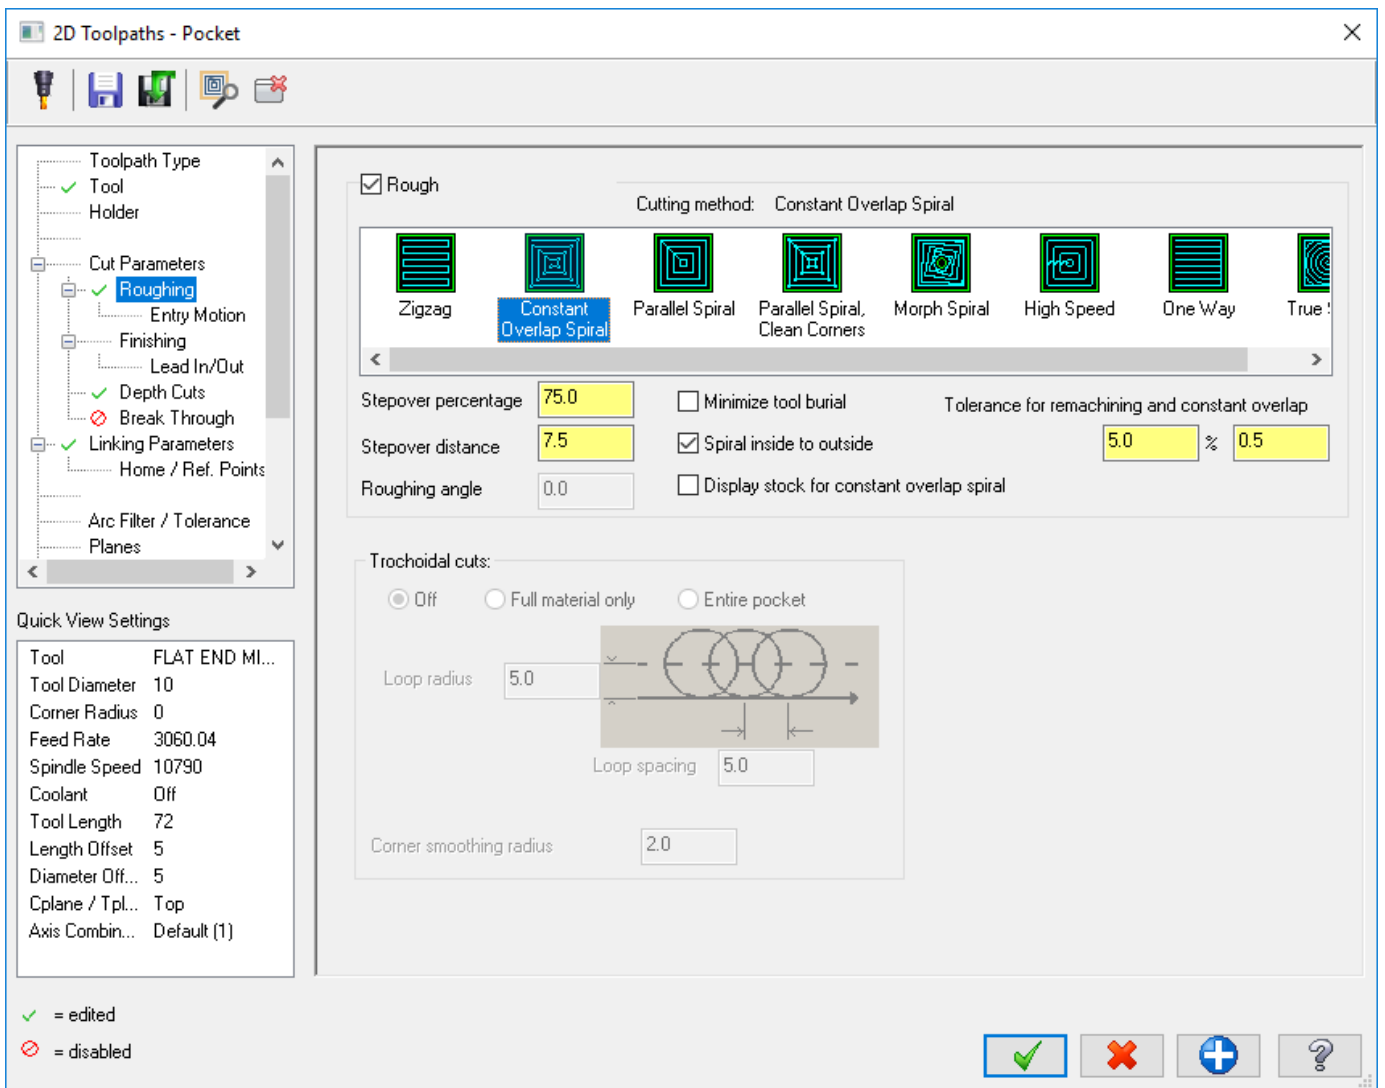 2D Toolpaths - Pocket
Toolpath Type
Tool
Holder
Cut Parameters
Roughing
Entry Motion
Finishing
Lead In/Out
Depth Cuts
Break Through
Linking Parameters
Home / Ref. Points
Arc Filter / Tolerance
Planes
Quick View Settings
Tool FLAT END MI...
Tool Diameter 10
Corner Radius 0
Feed Rate 3060.04
Spindle Speed 10790
Coolant Off
Tool Length 72
Length Offset 5
Diameter Off... 5
Cplane / Tpl... Top
Axis Combin... Default (1)
= edited
= disabled
Rough
Cutting method: Constant Overlap Spiral
Zigzag
Constant
Overlap Spiral
Parallel Spiral
Parallel Spiral,
Clean Corners
Morph Spiral
High Speed
One Way
True
Stepover percentage 75.0
Minimize tool burial
Tolerance for remachining and constant overlap
Stepover distance 7.5
Spiral inside to outside
5.0 % 0.5
Roughing angle 0.0
Display stock for constant overlap spiral
Trochoidal cuts:
Off Full material only Entire pocket
Loop radius 5.0
Loop spacing 5.0
Corner smoothing radius 2.0